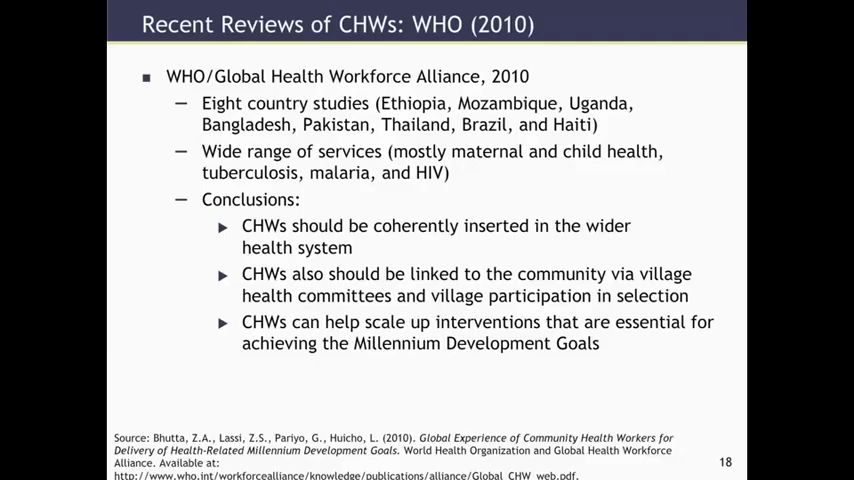 Recent Reviews of CHWs: WHO (2010)
WHO/Global Health Workforce Alliance, 2010
— Eight country studies (Ethiopia, Mozambique, Uganda,
Bangladesh, Pakistan, Thailand, Brazil, and Haiti)
— Wide range of services (mostly maternal and child health,
tuberculosis, malaria, and HIV)
— Conclusions:
CHWs should be coherently inserted in the wider
health system
CHWs also should be linked to the community via village
health committees and village participation in selection
CHWs can help scale up interventions that are essential for
achieving the Millennium Development Goals
Source: Bhutta, Z.A., Lassi, Z.S., Pariyo, G., Huicho, L. (2010). Global Experience of Community Health Workers for
Delivery of Health-Related Millennium Development Goals. World Health Organization and Global Health Workforce
Alliance. Available at:
http://www.who.int/workforcealliance/knowledge/publications/alliance/Global_CHW_web.pdf.
18